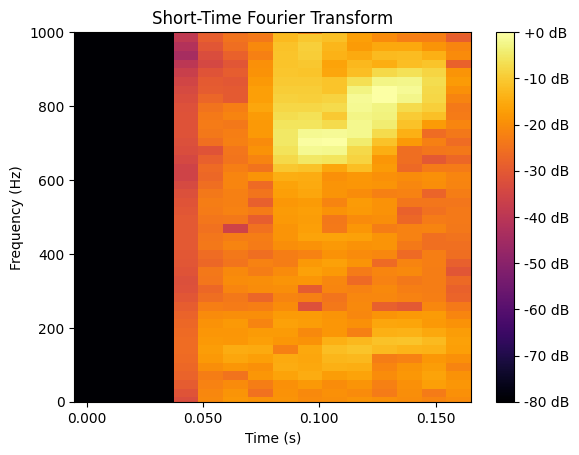 Short-Time Fourier Transform
1000
800
600
400
200
0
Frequency (Hz)
0.000
0.050
0.100
0.150
Time (s)
+0 dB
-10 dB
-20 dB
-30 dB
-40 dB
-50 dB
-60 dB
-70 dB
-80 dB